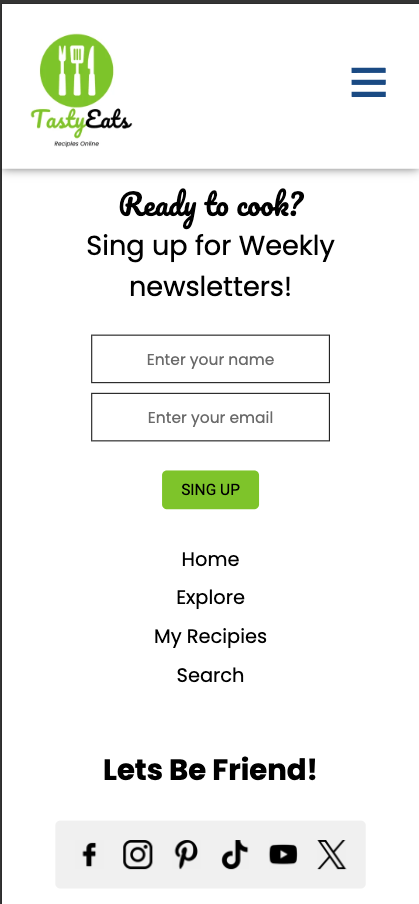 TastyEats
Recipies Online
Ready to cook?
Sing up for Weekly
newsletters!
Enter your name
Enter your email
SING UP
Home
Explore
My Recipies
Search
Lets Be Friend!